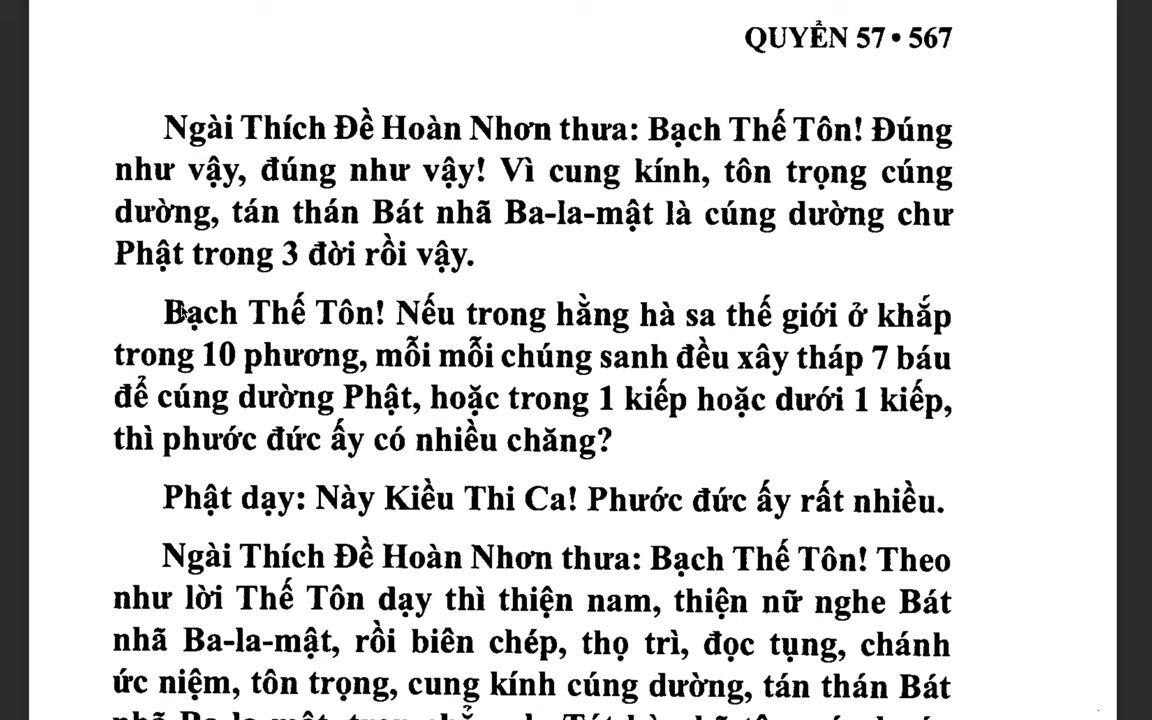 QUYỂN 57 • 567
Ngài Thích Đề Hoàn Nhơn thưa: Bạch Thế Tôn! Đúng
như vậy, đúng như vậy! Vì cung kính, tôn trọng cúng
dường, tán thán Bát nhã Ba-la-mật là cúng dường chư
Phật trong 3 đời rồi vậy.
Bạch Thế Tôn! Nếu trong hằng hà sa thế giới ở khắp
trong 10 phương, mỗi mỗi chúng sanh đều xây tháp 7 báu
để cúng dường Phật, hoặc trong 1 kiếp hoặc dưới 1 kiếp,
thì phước đức ấy có nhiều chăng?
Phật dạy: Này Kiều Thi Ca! Phước đức ấy rất nhiều.
Ngài Thích Đề Hoàn Nhơn thưa: Bạch Thế Tôn! Theo
như lời Thế Tôn dạy thì thiện nam, thiện nữ nghe Bát
nhã Ba-la-mật, rồi biên chép, thọ trì, đọc tụng, chánh
ức niệm, tôn trọng, cung kính cúng dường, tán thán Bát